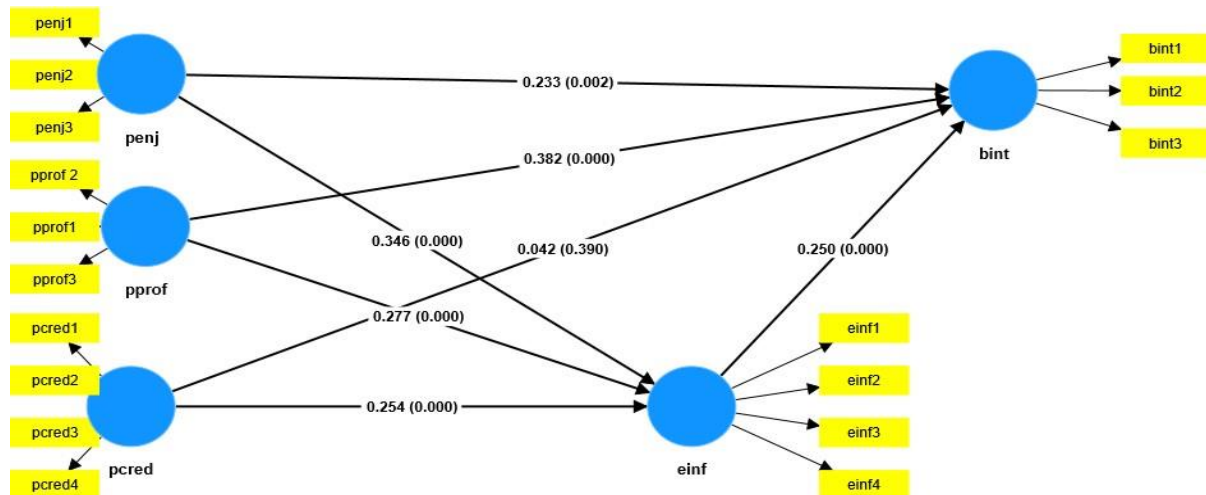 penj1
penj2
penj3
penj
pprof 2
pprof1
pprof3
pprof
pcred1
pcred2
pcred3
pcred4
pcred
0.233 (0.002)
0.382 (0.000)
0.346 (0.000)
0.042 (0.390)
0.250 (0.000)
0.277 (0.000)
0.254 (0.000)
bint1
bint2
bint3
bint
einf1
einf2
einf3
einf4
einf